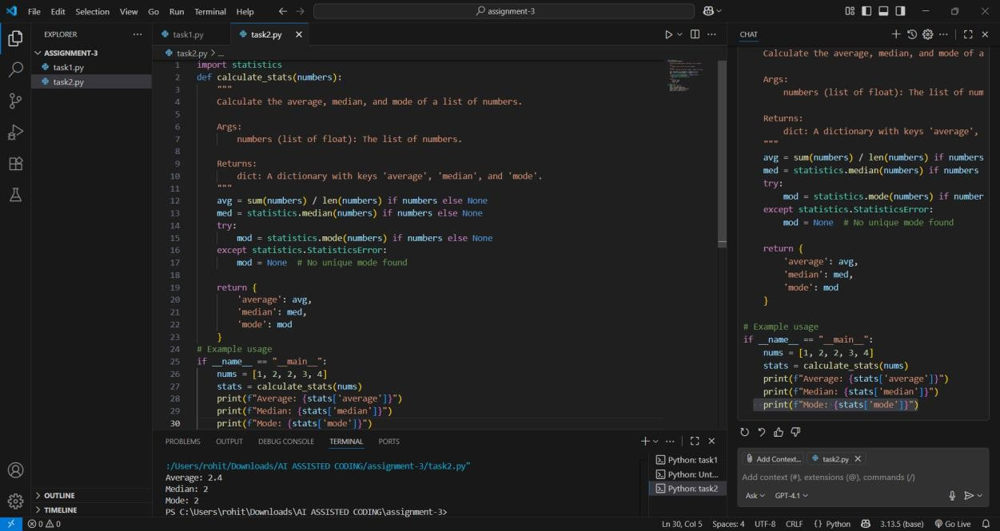 File Edit Selection View Go Run Terminal Help
assignment-3
EXPLORER
ASSIGNMENT-3
task1.py
task2.py
OUTLINE
TIMELINE
task1.py
task2.py
task2.py > ...
1 import statistics
2 def calculate_stats(numbers):
3 """
4 Calculate the average, median, and mode of a list of numbers.
5
6 Args:
7 numbers (list of float): The list of numbers.
8
9 Returns:
10 dict: A dictionary with keys 'average', 'median', and 'mode'.
11 """
12 avg = sum(numbers) / len(numbers) if numbers else None
13 med = statistics.median(numbers) if numbers else None
14 try:
15 mod = statistics.mode(numbers) if numbers else None
16 except statistics.StatisticsError:
17 mod = None # No unique mode found
18
19 return {
20 'average': avg,
21 'median': med,
22 'mode': mod
23 }
24 # Example usage
25 if __name__ == "__main__":
26 nums = [1, 2, 2, 3, 4]
27 stats = calculate_stats(nums)
28 print(f"Average: {stats['average']}")
29 print(f"Median: {stats['median']}")
30 print(f"Mode: {stats['mode']}")
PROBLEMS OUTPUT DEBUG CONSOLE TERMINAL PORTS
:/Users/rohit/Downloads/AI ASSISTED CODING/assignment-3/task2.py"
Average: 2.4
Median: 2
Mode: 2
PS C:\Users\rohit\Downloads\AI ASSISTED CODING\assignment-3>
Python: task1
Python: Unt...
Python: task2
CHAT
Calculate the average, median, and mode of a
Args:
numbers (list of float): The list of num
Returns:
dict: A dictionary with keys 'average',
"""
avg = sum(numbers) / len(numbers) if numbers
med = statistics.median(numbers) if numbers
try:
mod = statistics.mode(numbers) if number
except statistics.StatisticsError:
mod = None # No unique mode found
return {
'average': avg,
'median': med,
'mode': mod
}
# Example usage
if __name__ == "__main__":
nums = [1, 2, 2, 3, 4]
stats = calculate_stats(nums)
print(f"Average: {stats['average']}")
print(f"Median: {stats['median']}")
print(f"Mode: {stats['mode']}")
Add Context...
task2.py
Add context (#), extensions (@), commands (/)
Ask
GPT-4.1
0 0
Ln 30, Col 5 Spaces: 4 UTF-8 CRLF {} Python 3.13.5 (base) Go Live